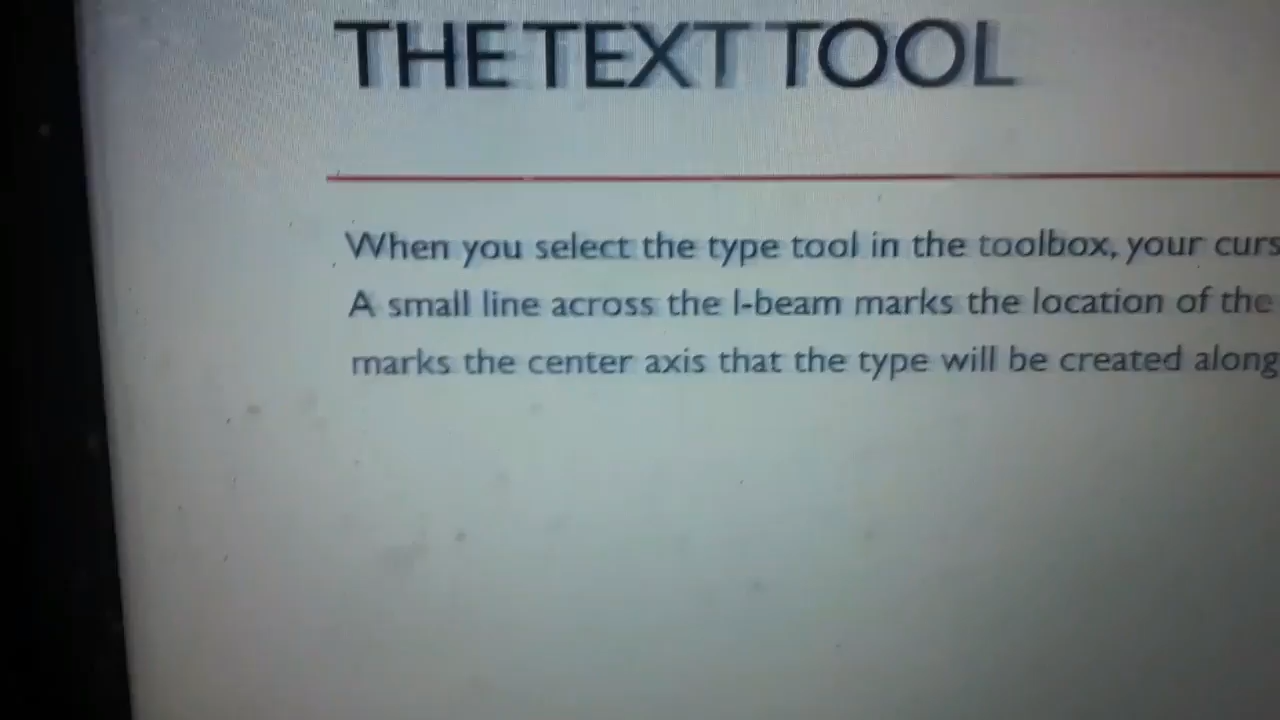 THE TEXT TOOL
When you select the type tool in the toolbox, your curs
A small line across the I-beam marks the location of the
marks the center axis that the type will be created along